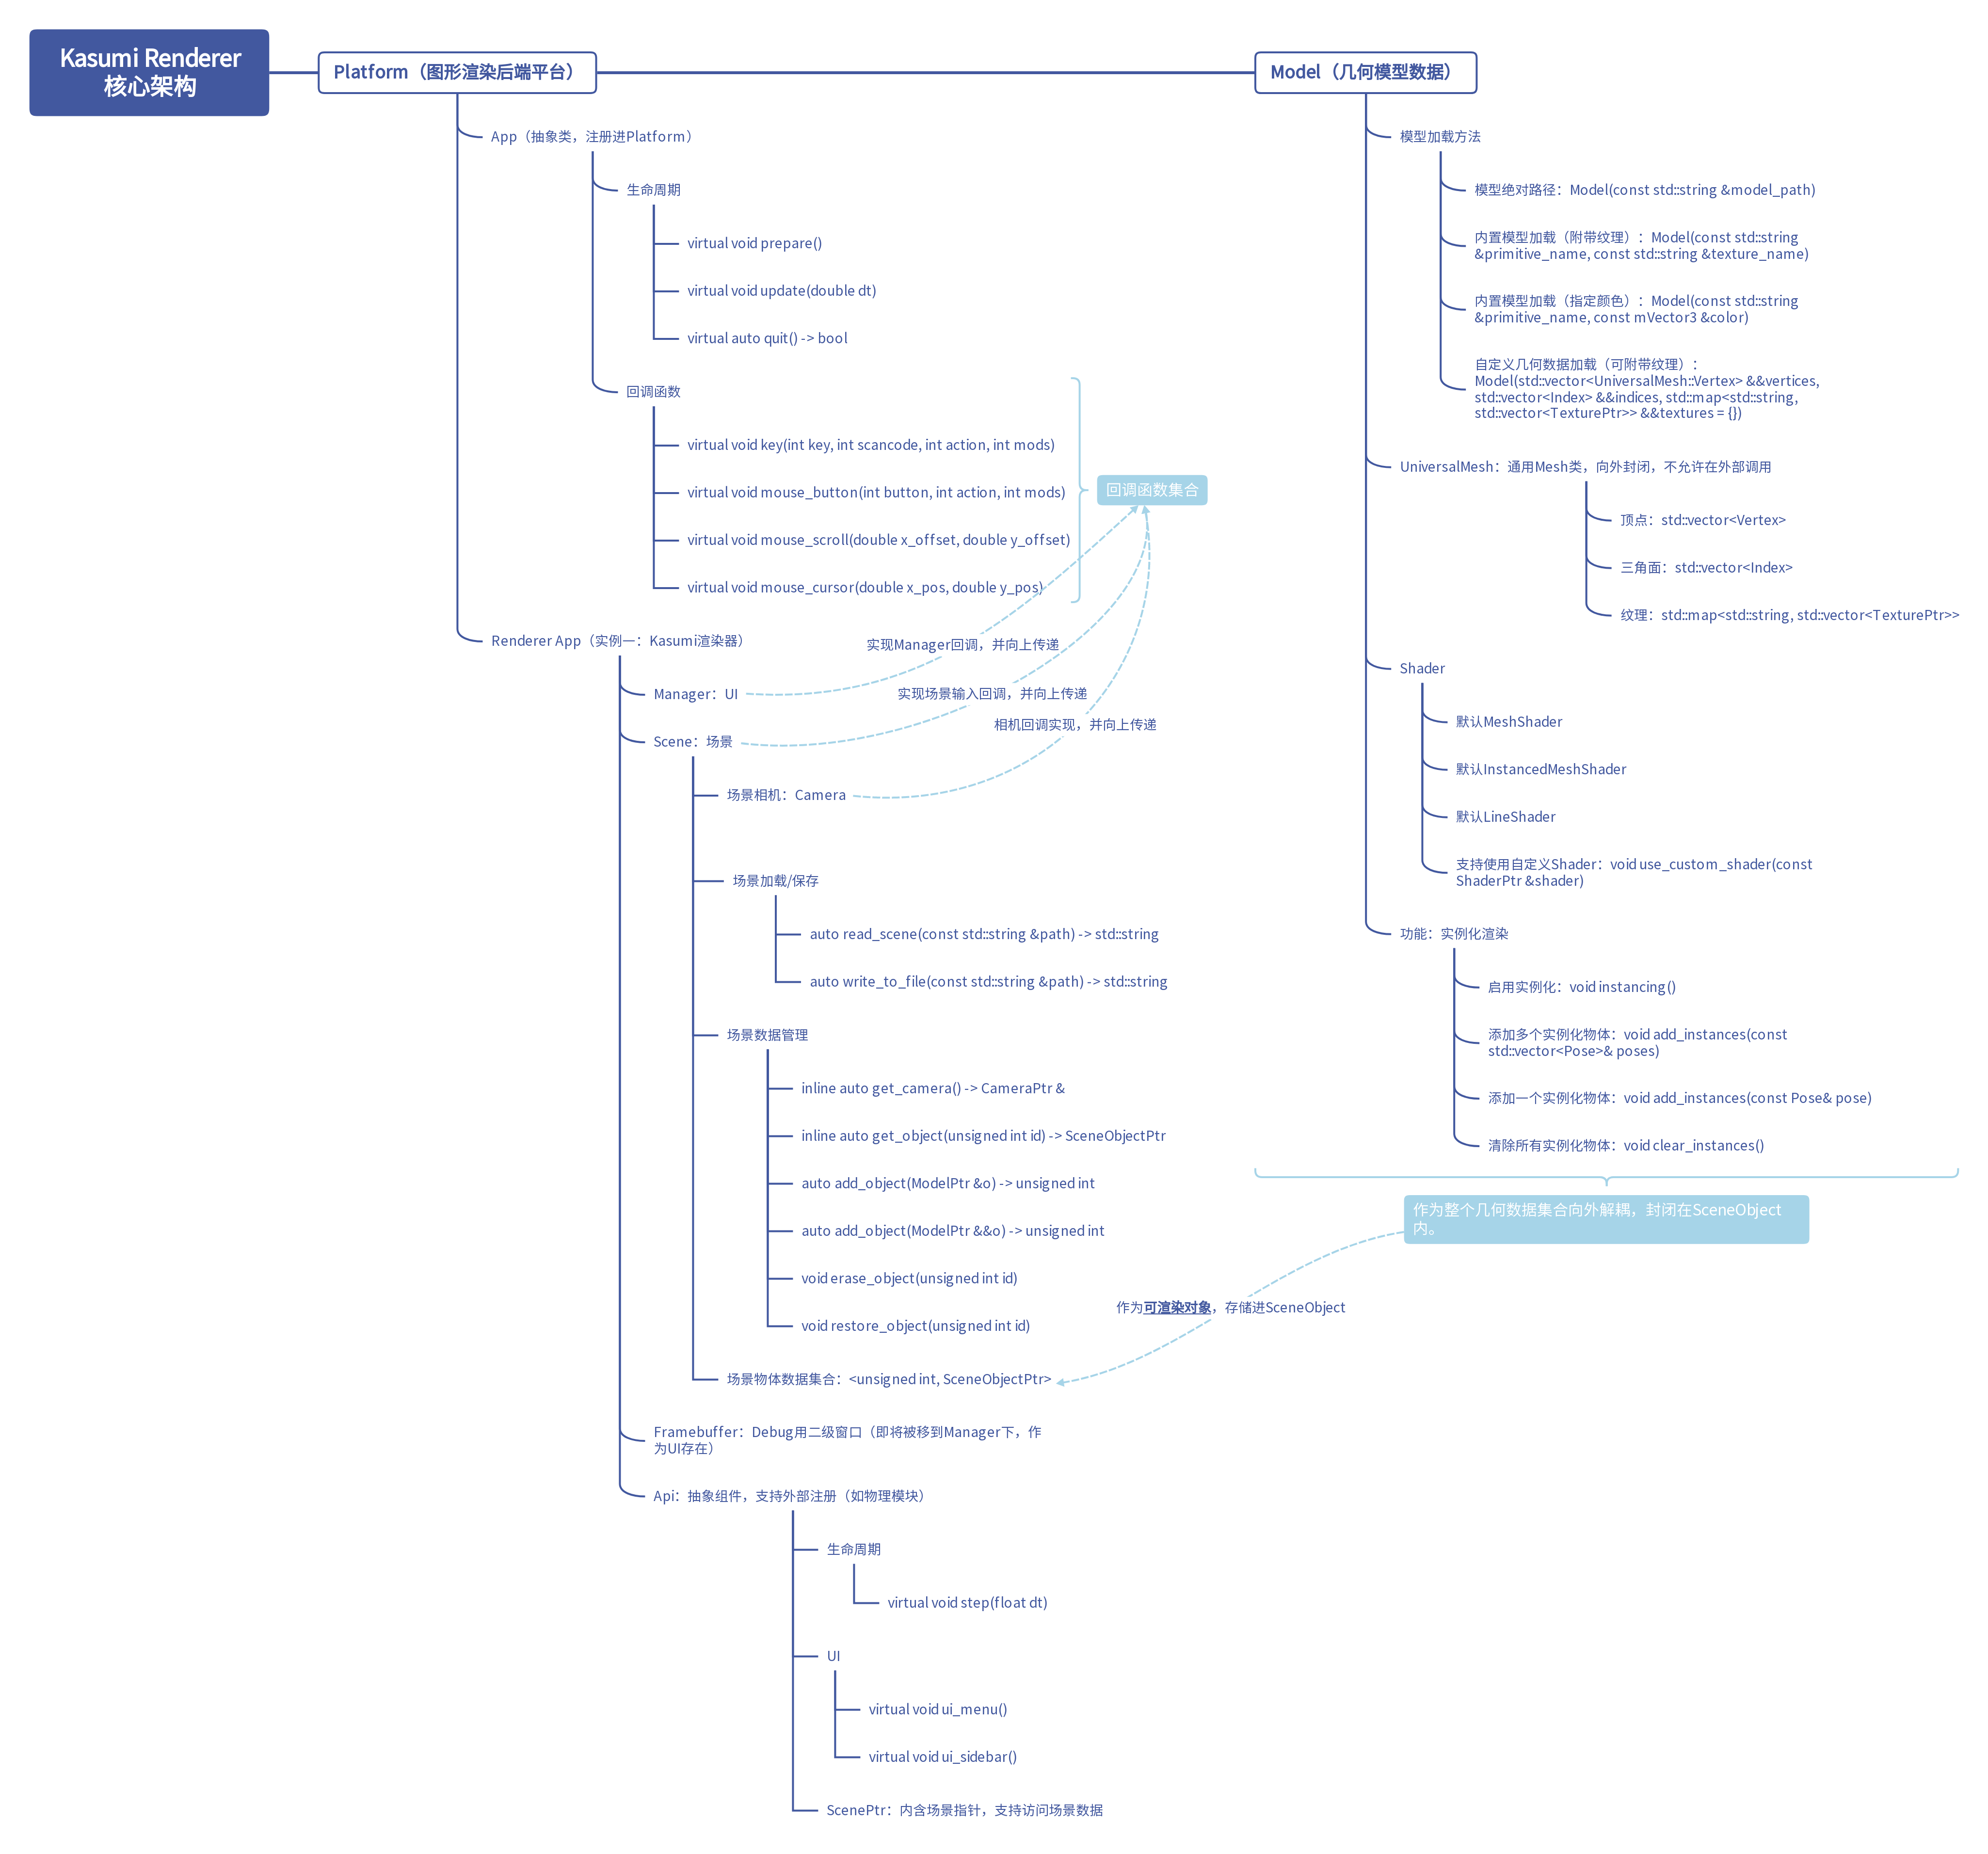 Kasumi Renderer
核心架构
Platform（图形渲染后端平台）
App（抽象类，注册进Platform）
生命周期
virtual void prepare()
virtual void update(double dt)
virtual auto quit() -> bool
回调函数
virtual void key(int key, int scancode, int action, int mods)
virtual void mouse_button(int button, int action, int mods)
virtual void mouse_scroll(double x_offset, double y_offset)
virtual void mouse_cursor(double x_pos, double y_pos)
回调函数集合
Renderer App（实例一：Kasumi渲染器）
实现Manager回调，并向上传递
Manager：UI
实现场景输入回调，并向上传递
相机回调实现，并向上传递
Scene：场景
场景相机：Camera
场景加载/保存
auto read_scene(const std::string &path) -> std::string
auto write_to_file(const std::string &path) -> std::string
场景数据管理
inline auto get_camera() -> CameraPtr &
inline auto get_object(unsigned int id) -> SceneObjectPtr
auto add_object(ModelPtr &o) -> unsigned int
auto add_object(ModelPtr &&o) -> unsigned int
void erase_object(unsigned int id)
void restore_object(unsigned int id)
场景物体数据集合：<unsigned int, SceneObjectPtr>
Framebuffer：Debug用二级窗口（即将被移到Manager下，作
为UI存在）
Api：抽象组件，支持外部注册（如物理模块）
生命周期
virtual void step(float dt)
UI
virtual void ui_menu()
virtual void ui_sidebar()
ScenePtr：内含场景指针，支持访问场景数据
Model（几何模型数据）
模型加载方法
模型绝对路径：Model(const std::string &model_path)
内置模型加载（附带纹理）：Model(const std::string
&primitive_name, const std::string &texture_name)
内置模型加载（指定颜色）：Model(const std::string
&primitive_name, const mVector3 &color)
自定义几何数据加载（可附带纹理）：
Model(std::vector<UniversalMesh::Vertex> &&vertices,
std::vector<Index> &&indices, std::map<std::string,
std::vector<TexturePtr>> &&textures = {})
UniversalMesh：通用Mesh类，向外封闭，不允许在外部调用
顶点：std::vector<Vertex>
三角面：std::vector<Index>
纹理：std::map<std::string, std::vector<TexturePtr>>
Shader
默认MeshShader
默认InstancedMeshShader
默认LineShader
支持使用自定义Shader：void use_custom_shader(const
ShaderPtr &shader)
功能：实例化渲染
启用实例化：void instancing()
添加多个实例化物体：void add_instances(const
std::vector<Pose>& poses)
添加一个实例化物体：void add_instances(const Pose& pose)
清除所有实例化物体：void clear_instances()
作为整个几何数据集合向外解耦，封闭在SceneObject
内。
作为可渲染对象，存储进SceneObject